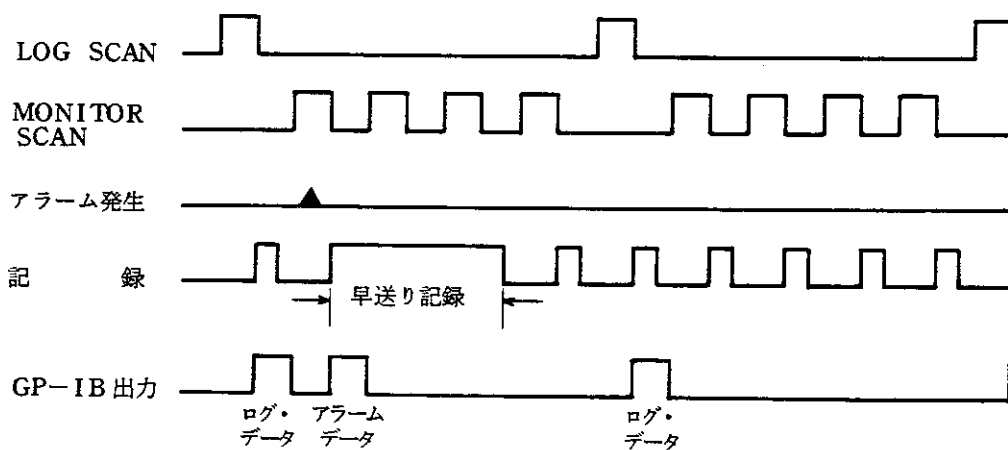 LOG SCAN
MONITOR
SCAN
アラーム発生
記 録
早送り記録
GP-IB出力
ログ・
データ
アラーム
データ
ログ・
データ